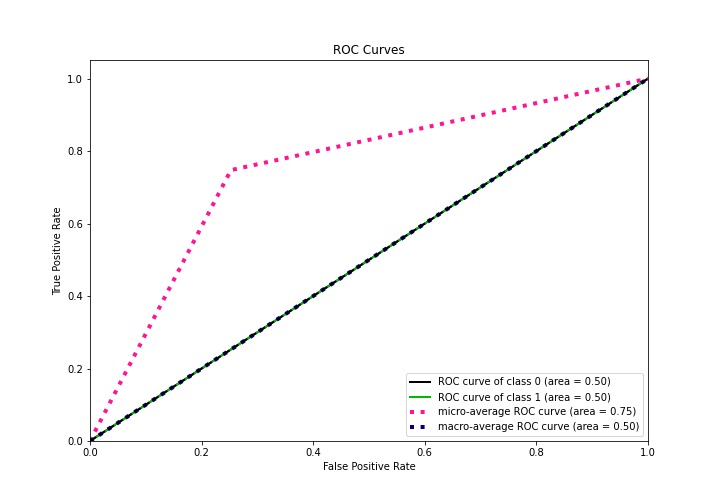 ROC Curves
True Positive Rate
1.0
0.8
0.6
0.4
0.2
0.0
0.0 0.2 0.4 0.6 0.8 1.0
False Positive Rate
ROC curve of class 0 (area = 0.50)
ROC curve of class 1 (area = 0.50)
micro-average ROC curve (area = 0.75)
macro-average ROC curve (area = 0.50)